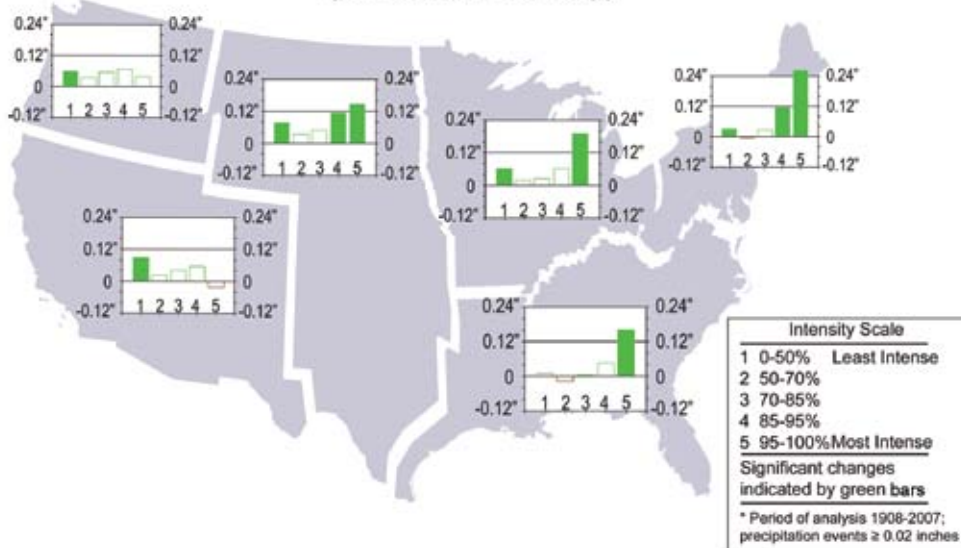 0.24" 0.24"
0.12" 0.12"
0 0
-0.12" 1 2 3 4 5 -0.12"
0.24" 0.24"
0.12" 0.12"
0 0
-0.12" 1 2 3 4 5 -0.12"
0.24" 0.24"
0.12" 0.12"
0 0
-0.12" 1 2 3 4 5 -0.12"
0.24" 0.24"
0.12" 0.12"
0 0
-0.12" 1 2 3 4 5 -0.12"
0.24" 0.24"
0.12" 0.12"
0 0
-0.12" 1 2 3 4 5 -0.12"
0.24" 0.24"
0.12" 0.12"
0 0
-0.12" 1 2 3 4 5 -0.12"
Intensity Scale
1 0-50% Least Intense
2 50-70%
3 70-85%
4 85-95%
5 95-100% Most Intense
Significant changes
indicated by green bars
* Period of analysis 1908-2007;
precipitation events ≥ 0.02 inches